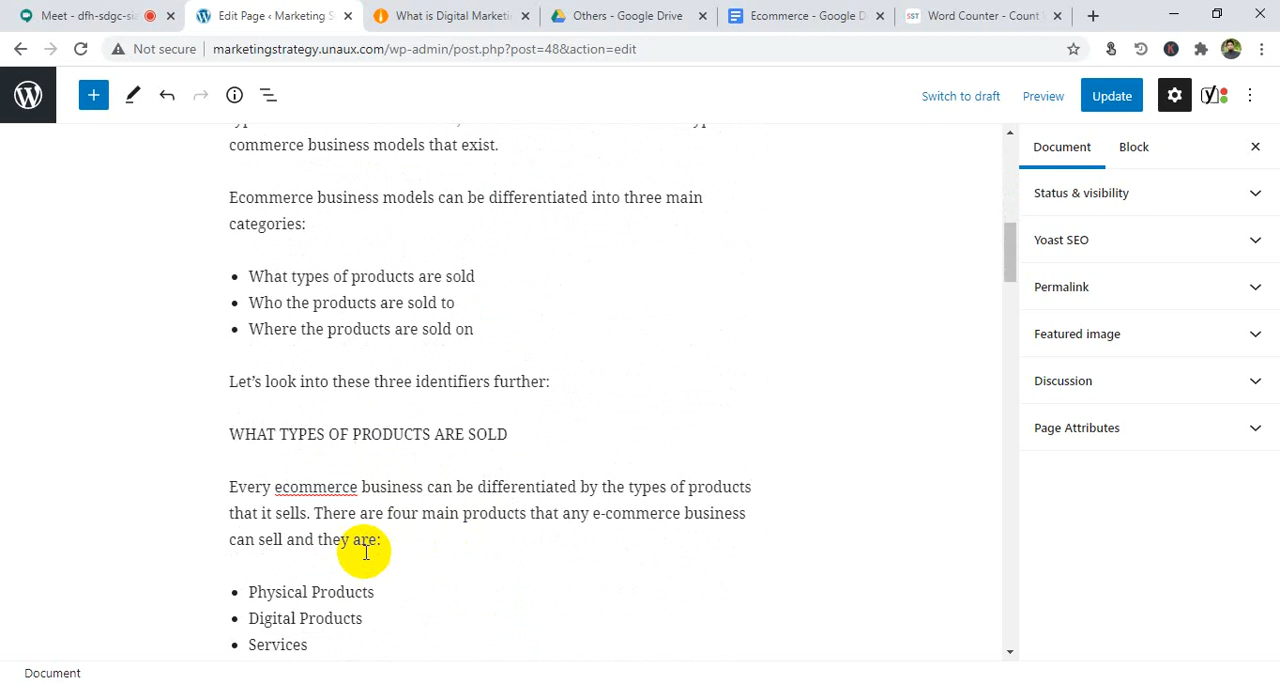 Meet - dfh-sdgc-su
Edit Page ‹ Marketing S
What is Digital Marketi
Others - Google Drive
Ecommerce - Google D
Word Counter - Count
Not secure
marketingstrategy.unaux.com/wp-admin/post.php?post=48&action=edit
Switch to draft
Preview
Update
commerce business models that exist.
Ecommerce business models can be differentiated into three main
categories:
• What types of products are sold
• Who the products are sold to
• Where the products are sold on
Let's look into these three identifiers further:
WHAT TYPES OF PRODUCTS ARE SOLD
Every ecommerce business can be differentiated by the types of products
that it sells. There are four main products that any e-commerce business
can sell and they are:
• Physical Products
• Digital Products
• Services
Document
Block
Status & visibility
Yoast SEO
Permalink
Featured image
Discussion
Page Attributes
Document